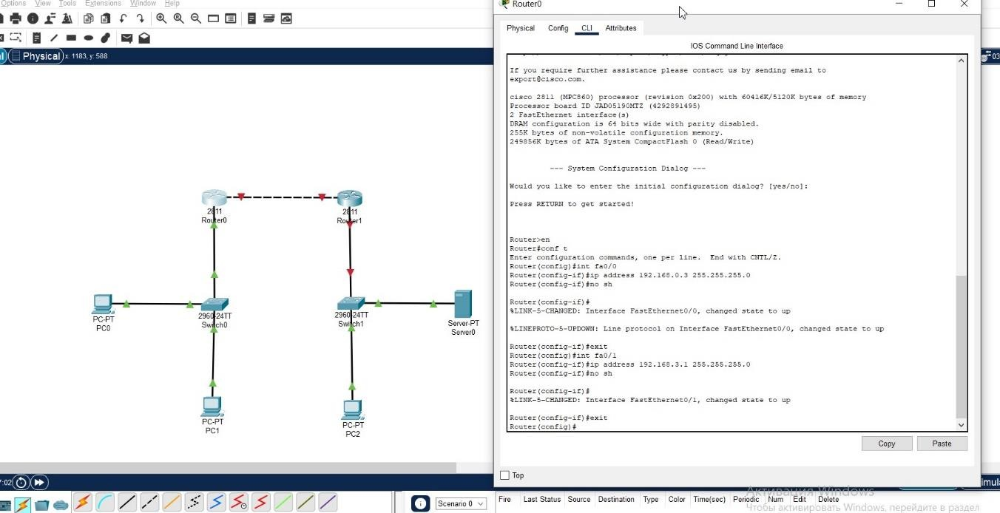 Options View Tools Extensions Window Help
Router0
Physical x: 1183, y: 588
Physical Config CLI Attributes
IOS Command Line Interface
If you require further assistance please contact us by sending email to
export@cisco.com.
cisco 2811 (MPC860) processor (revision 0x200) with 60416K/5120K bytes of memory
Processor board ID JAD05190MTZ (4292891495)
2 FastEthernet interface(s)
DRAM configuration is 64 bits wide with parity disabled.
255K bytes of non-volatile configuration memory.
249856K bytes of ATA System CompactFlash 0 (Read/Write)
--- System Configuration Dialog ---
Would you like to enter the initial configuration dialog? [yes/no]:
Press RETURN to get started!
Router>en
Router#conf t
Enter configuration commands, one per line. End with CNTL/Z.
Router(config)#int fa0/0
Router(config-if)#ip address 192.168.0.3 255.255.255.0
Router(config-if)#no sh
Router(config-if)#
%LINK-5-CHANGED: Interface FastEthernet0/0, changed state to up
%LINEPROTO-5-UPDOWN: Line protocol on Interface FastEthernet0/0, changed state to up
Router(config-if)#exit
Router(config)#int fa0/1
Router(config-if)#ip address 192.168.3.1 255.255.255.0
Router(config-if)#no sh
Router(config-if)#
%LINK-5-CHANGED: Interface FastEthernet0/1, changed state to up
Router(config-if)#exit
Router(config)#
Copy Paste
Top
2811
Router0
2811
Router1
PC-PT
PC0
2960-24TT
Switch0
2960-24TT
Switch1
Server-PT
Server0
PC-PT
PC1
PC-PT
PC2
Scenario 0
Fire Last Status Source Destination Type Color Time(sec) Periodic Num Edit Delete
Активация Windows
Чтобы активировать Windows, перейдите в раздел